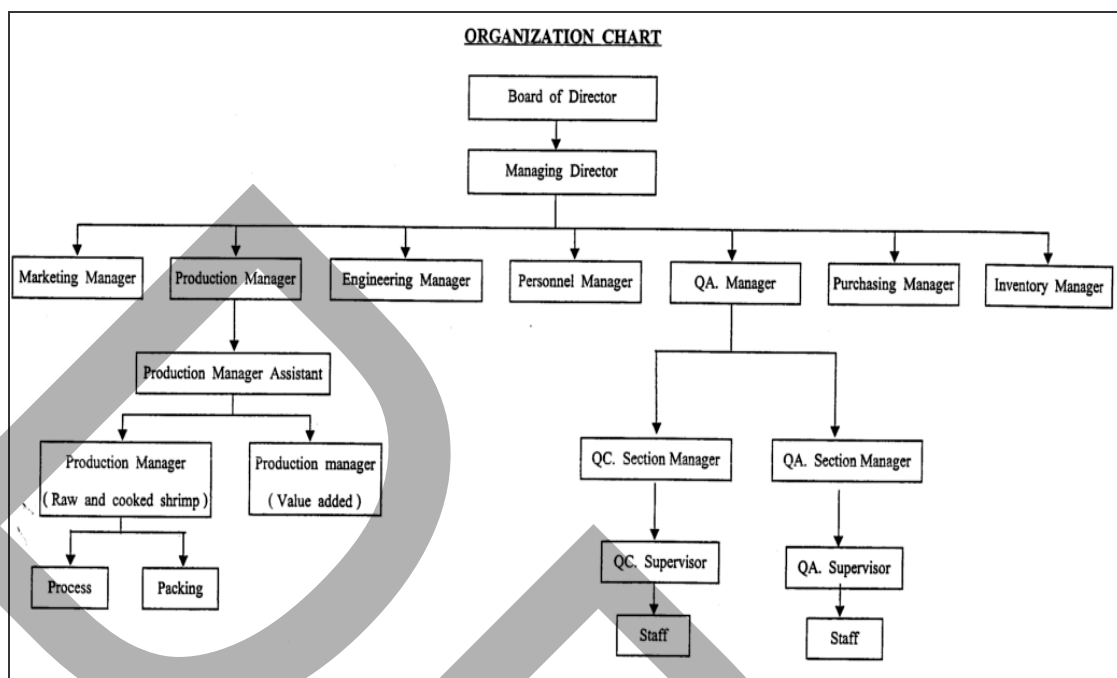 ORGANIZATION CHART
Board of Director
Managing Director
Marketing Manager
Production Manager
Engineering Manager
Personnel Manager
QA. Manager
Purchasing Manager
Inventory Manager
Production Manager Assistant
Production Manager
( Raw and cooked shrimp )
Production manager
( Value added )
QC. Section Manager
QA. Section Manager
Process
Packing
QC. Supervisor
QA. Supervisor
Staff
Staff